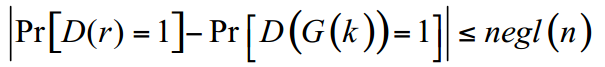 |Pr[D(r) = 1]− Pr[D(G(k))= 1]| ≤ negl(n)